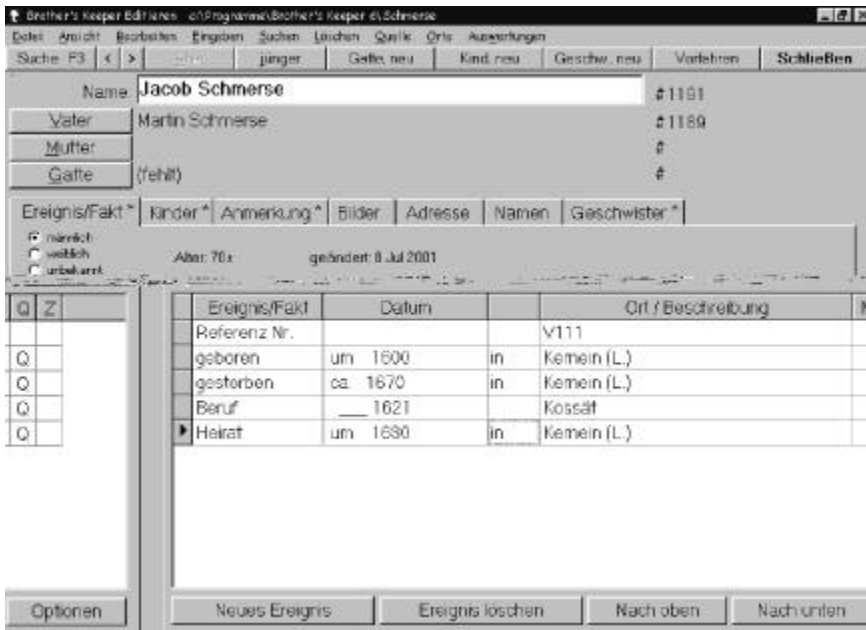 Brother's Keeper Editieren c:\Programme\Brother's Keeper 6\Schmerse
Datei Ansicht Bearbeiten Eingeben Suchen Löschen Quelle Orte Auswertungen
Suche F3 < > jünger Gatte, neu Kind, neu Geschw., neu Vorfahren Schließen
Name: Jacob Schmerse #1191
Vater Martin Schmerse #1189
Mutter #
Gatte (fehlt) #
Ereignis/Fakt * Kinder * Anmerkung * Bilder Adresse Namen Geschwister *
männlich
weiblich Alter: 70± geändert: 8 Jul 2001
unbekannt
Q Z Ereignis/Fakt Datum Ort / Beschreibung
Referenz Nr. V111
Q geboren um 1600 in Kemein (L.)
Q gestorben ca. 1670 in Kemein (L.)
Q Beruf ___ 1621 Kossät
Q Heirat um in Kemein (L.)
Optionen Neues Ereignis Ereignis löschen Nach oben Nach unten